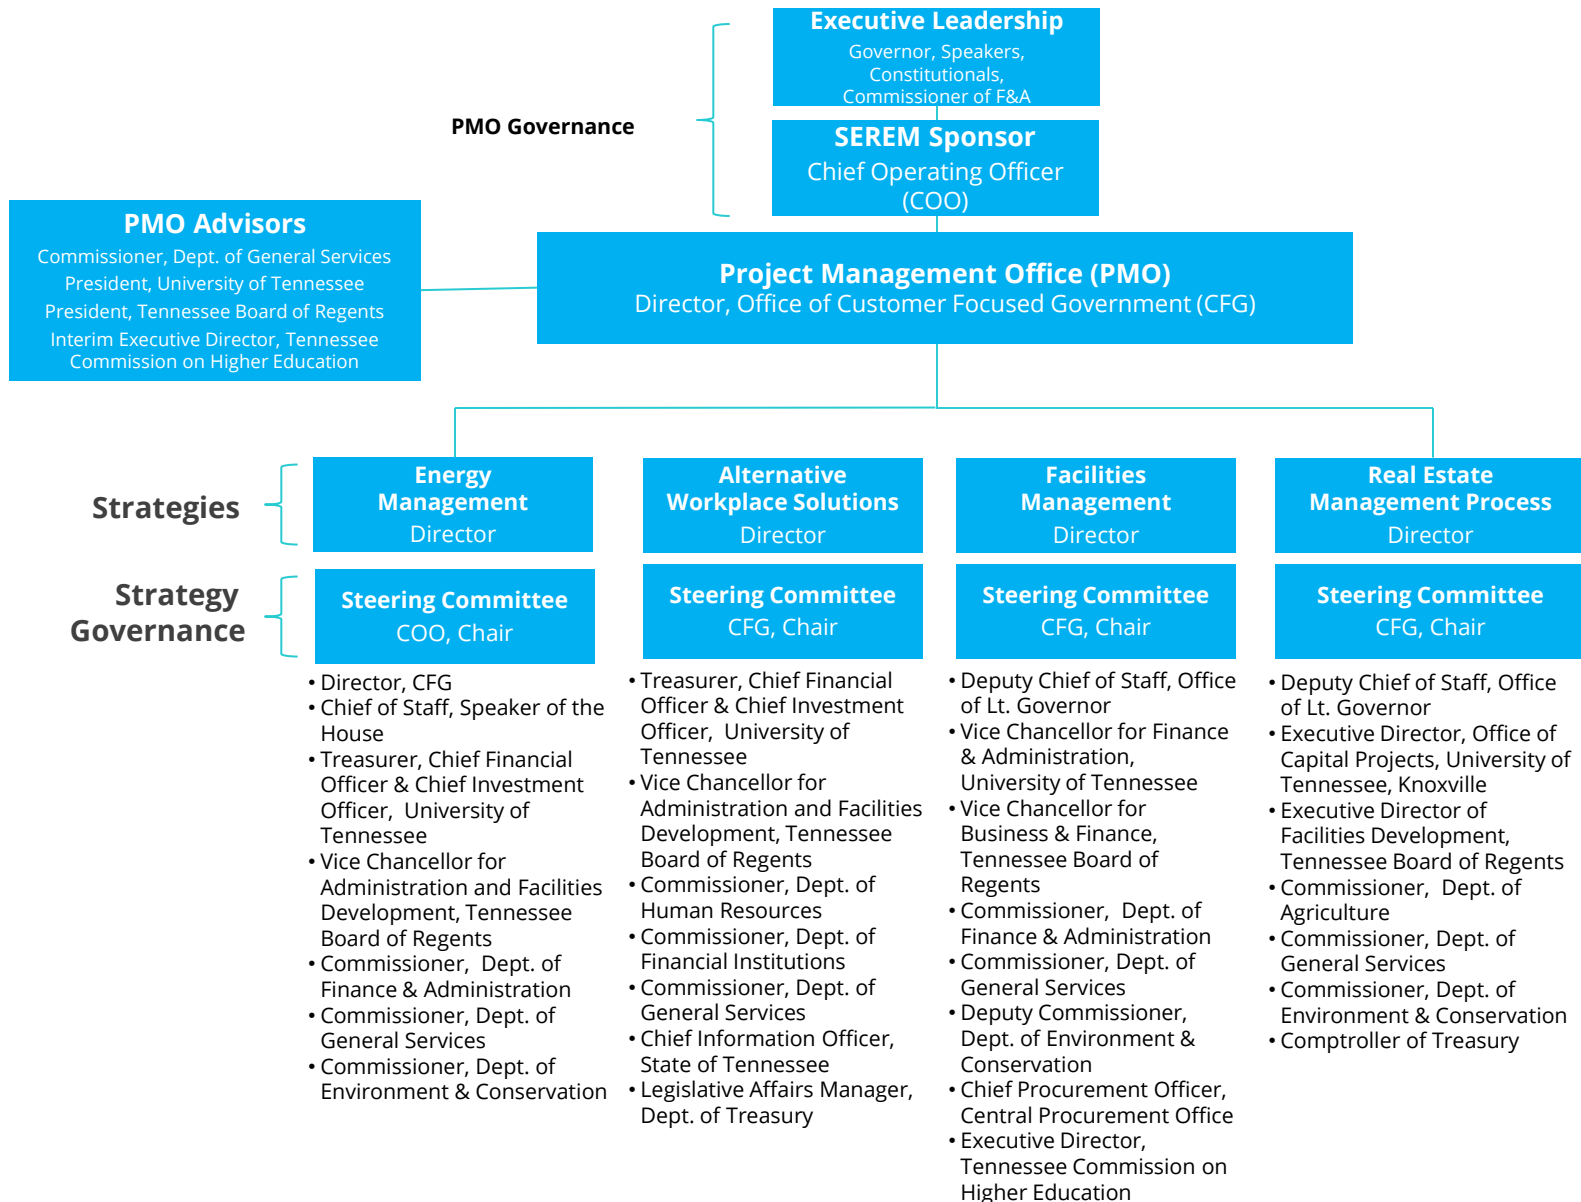 Executive Leadership
Governor, Speakers,
Constitutionals,
Commissioner of F&A
PMO Governance
SEREM Sponsor
Chief Operating Officer
(COO)
PMO Advisors
Commissioner, Dept. of General Services
President, University of Tennessee
President, Tennessee Board of Regents
Interim Executive Director, Tennessee
Commission on Higher Education
Project Management Office (PMO)
Director, Office of Customer Focused Government (CFG)
Strategies
Energy
Management
Director
Alternative
Workplace Solutions
Director
Facilities
Management
Director
Real Estate
Management Process
Director
Strategy
Governance
Steering Committee
COO, Chair
Steering Committee
CFG, Chair
Steering Committee
CFG, Chair
Steering Committee
CFG, Chair
• Director, CFG
• Chief of Staff, Speaker of the
House
• Treasurer, Chief Financial
Officer & Chief Investment
Officer, University of
Tennessee
• Vice Chancellor for
Administration and Facilities
Development, Tennessee
Board of Regents
• Commissioner, Dept. of
Finance & Administration
• Commissioner, Dept. of
General Services
• Commissioner, Dept. of
Environment & Conservation
• Treasurer, Chief Financial
Officer & Chief Investment
Officer, University of
Tennessee
• Vice Chancellor for
Administration and Facilities
Development, Tennessee
Board of Regents
• Commissioner, Dept. of
Human Resources
• Commissioner, Dept. of
Financial Institutions
• Commissioner, Dept. of
General Services
• Chief Information Officer,
State of Tennessee
• Legislative Affairs Manager,
Dept. of Treasury
• Deputy Chief of Staff, Office
of Lt. Governor
• Vice Chancellor for Finance
& Administration,
University of Tennessee
• Vice Chancellor for
Business & Finance,
Tennessee Board of
Regents
• Commissioner, Dept. of
Finance & Administration
• Commissioner, Dept. of
General Services
• Deputy Commissioner,
Dept. of Environment &
Conservation
• Chief Procurement Officer,
Central Procurement Office
• Executive Director,
Tennessee Commission on
Higher Education
• Deputy Chief of Staff, Office
of Lt. Governor
• Executive Director, Office of
Capital Projects, University of
Tennessee, Knoxville
• Executive Director of
Facilities Development,
Tennessee Board of Regents
• Commissioner, Dept. of
Agriculture
• Commissioner, Dept. of
General Services
• Commissioner, Dept. of
Environment & Conservation
• Comptroller of Treasury